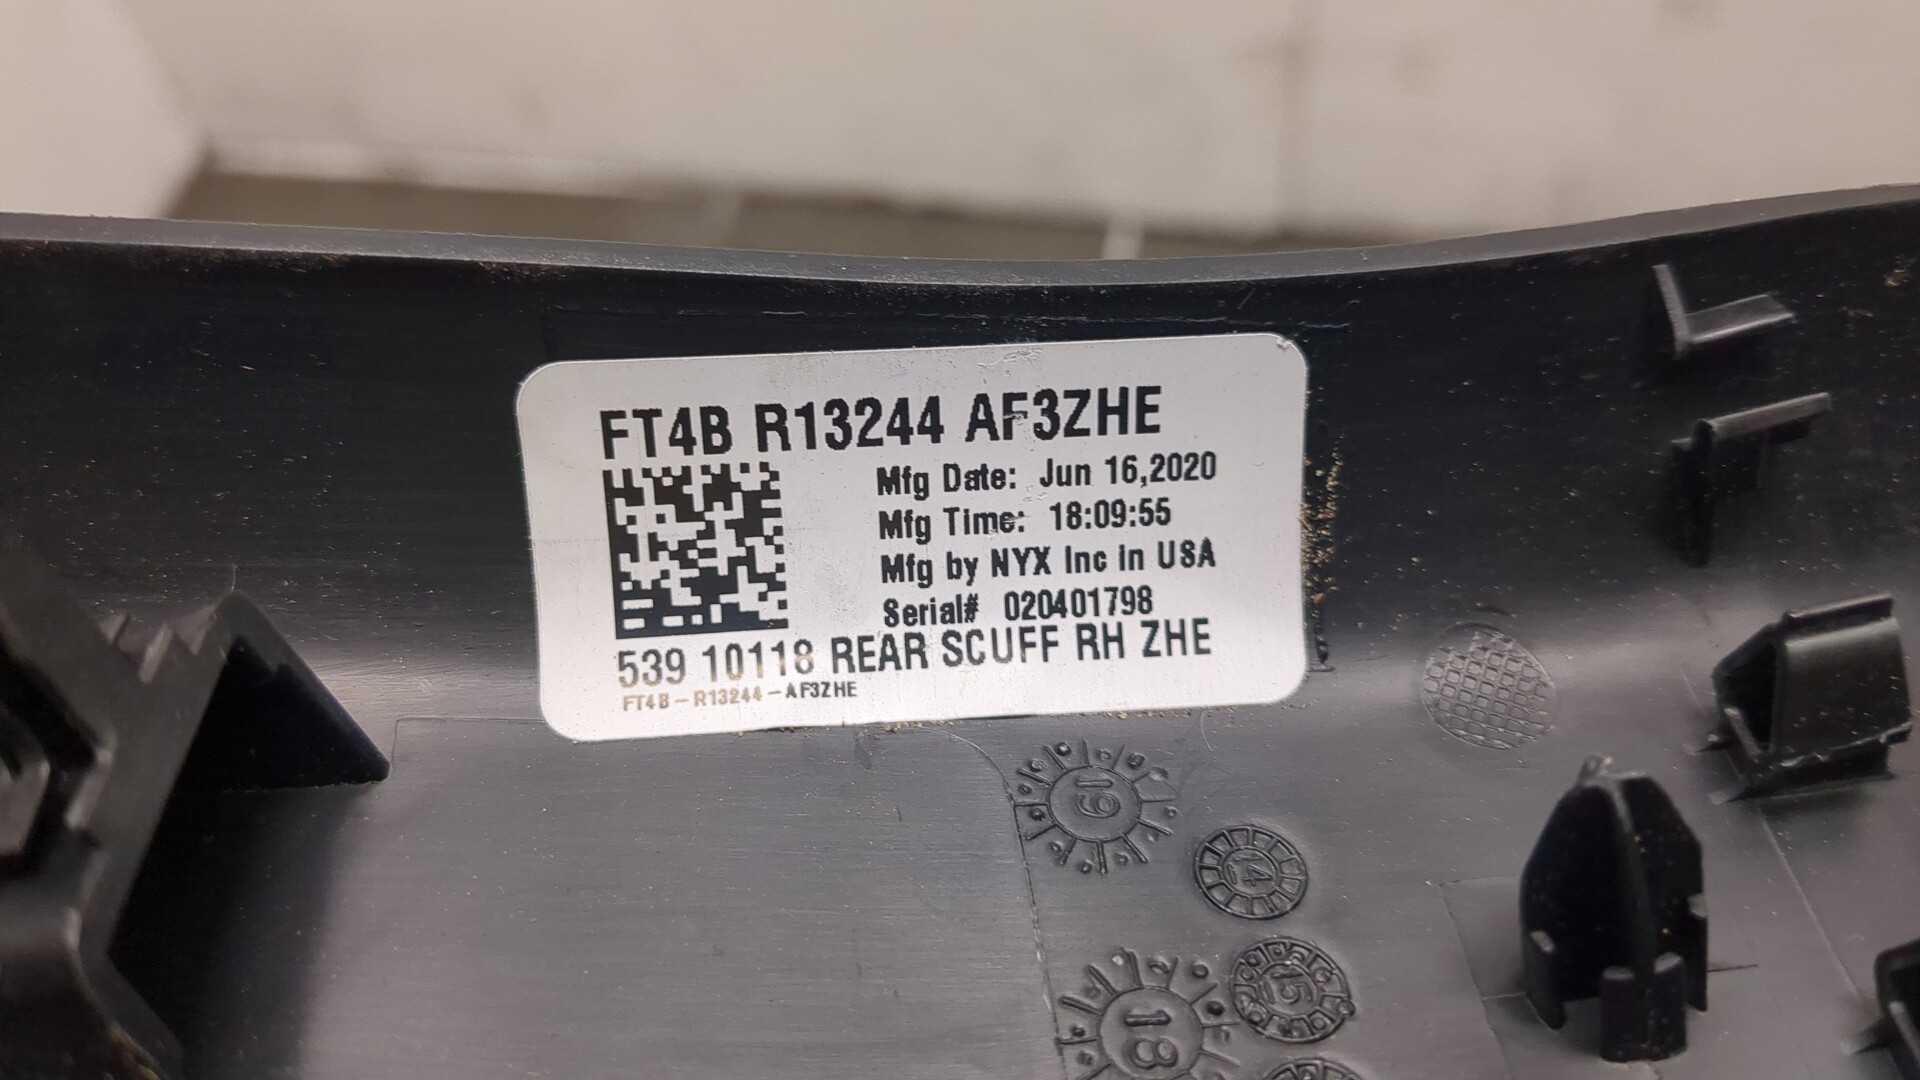 FT4B R13244 AF3ZHE
Mfg Date: Jun 16,2020
Mfg Time: 18:09:55
Mfg by NYX Inc in USA
Serial# 020401798
539 10118 REAR SCUFF RH ZHE
FT4B-R13244-AF3ZHE
19
14
15
18